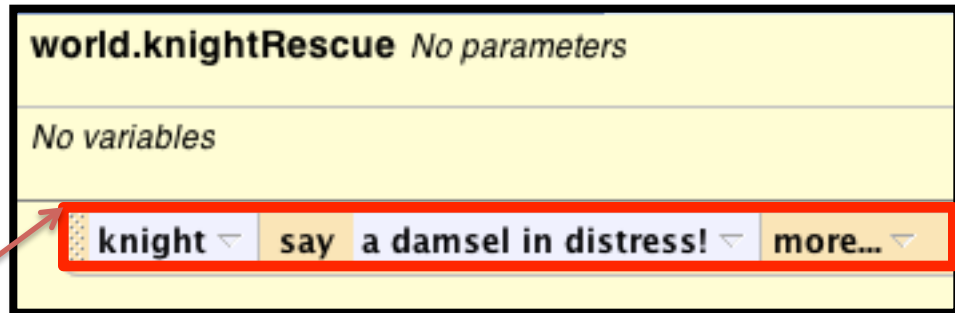 world.knightRescue No parameters
No variables
knight say a damsel in distress! more...